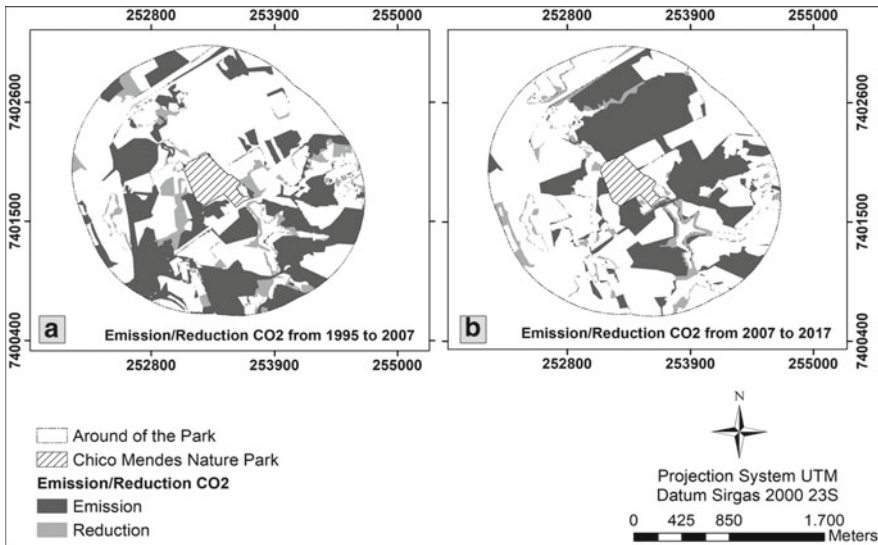 252800 253900 255000 252800 253900 255000
7402600 7402600
7401500 7401500
7400400 7400400
a Emission/Reduction CO2 from 1995 to 2007 b Emission/Reduction CO2 from 2007 to 2017
252800 253900 255000 252800 253900 255000
Around of the Park
Chico Mendes Nature Park
Emission/Reduction CO2
Emission
Reduction
N
Projection System UTM
Datum Sirgas 2000 23S
0 425 850 1.700
Meters